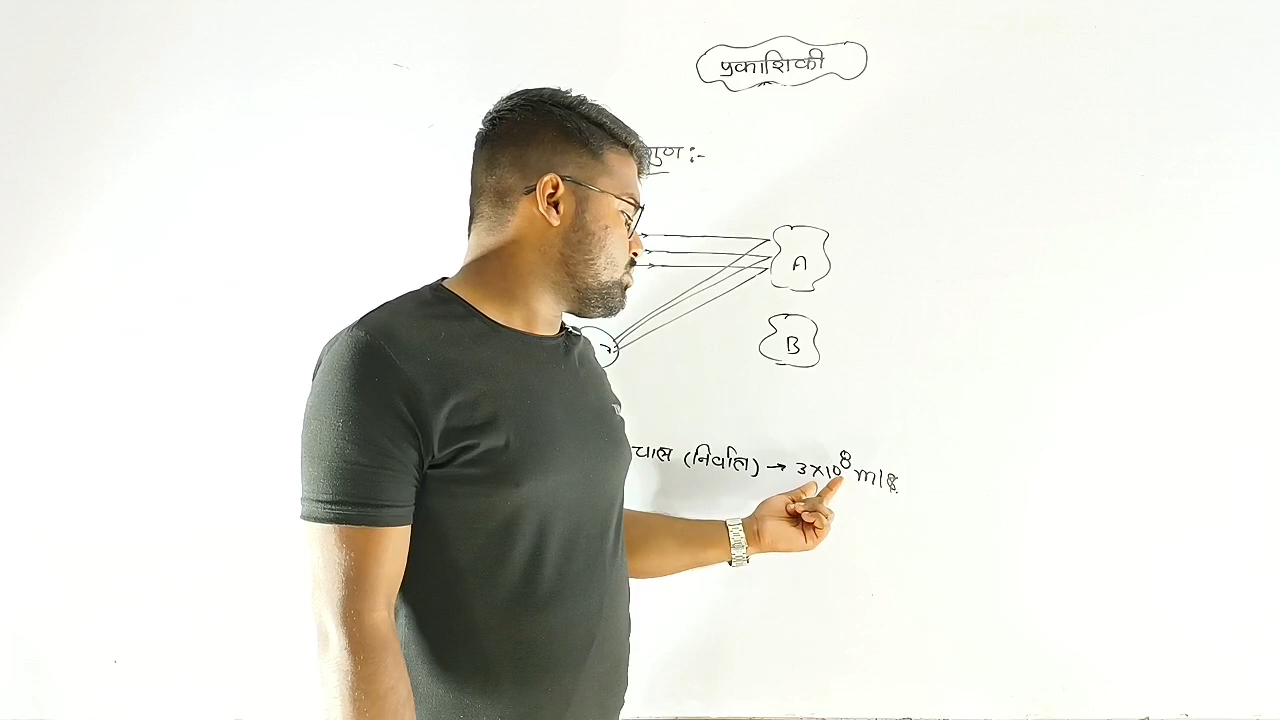 प्रकाशिकी
गुण :-
A
B
चाल (निर्वात) → 3×10⁸ m/s.